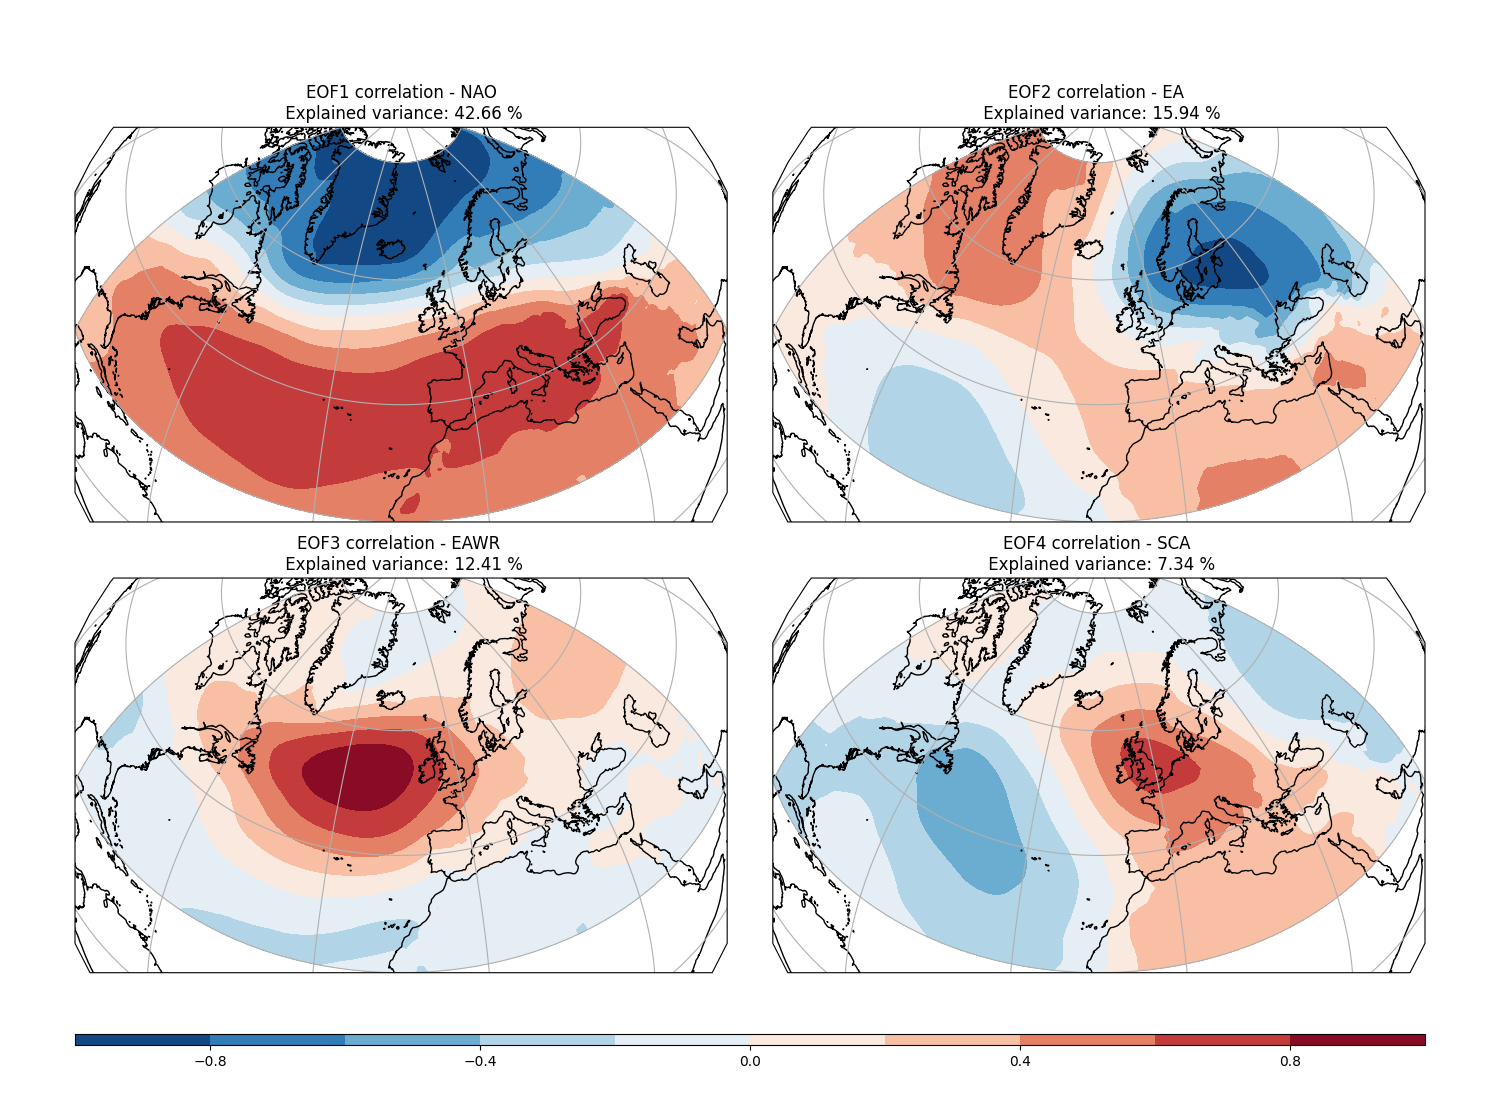 EOF1 correlation - NAO
Explained variance: 42.66 %
EOF2 correlation - EA
Explained variance: 15.94 %
EOF3 correlation - EAWR
Explained variance: 12.41 %
EOF4 correlation - SCA
Explained variance: 7.34 %
−0.8 −0.4 0.0 0.4 0.8